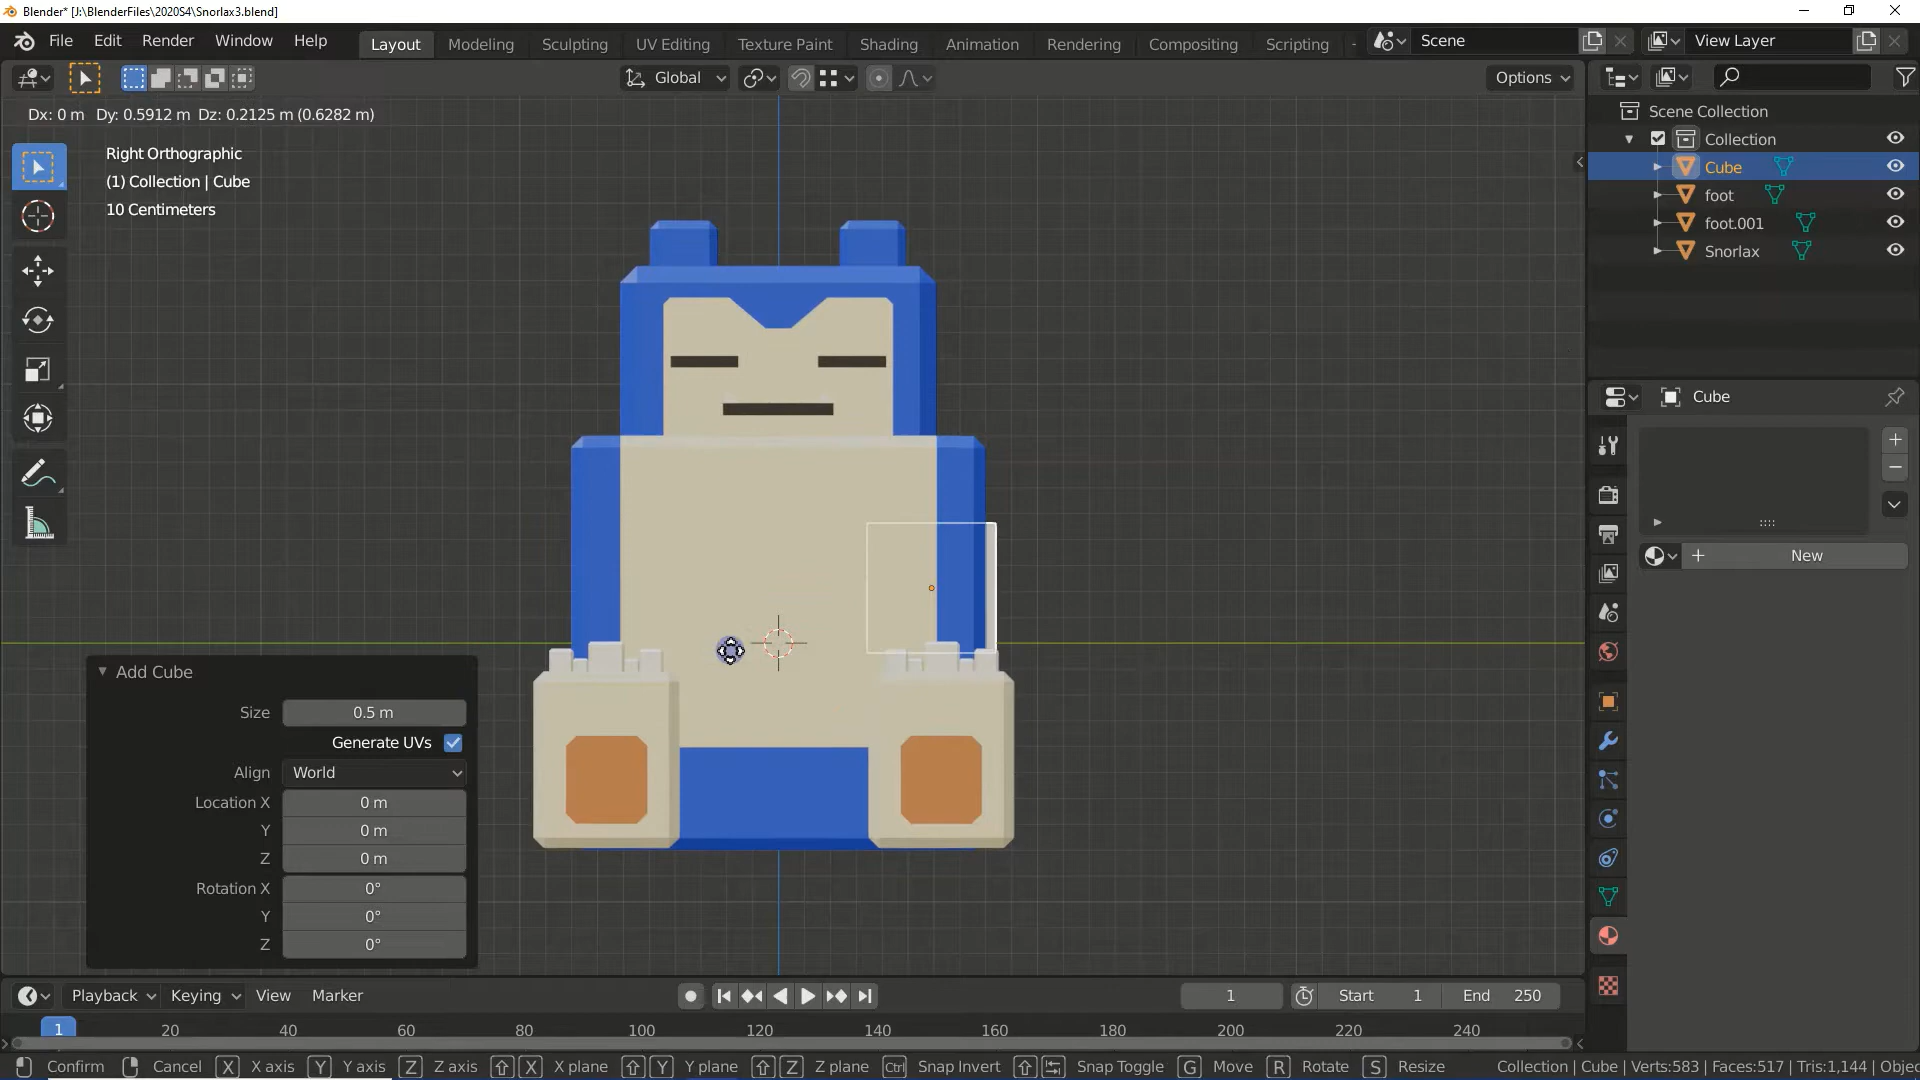 Blender* [J:\BlenderFiles\2020S4\Snorlax3.blend]
File Edit Render Window Help Layout Modeling Sculpting UV Editing Texture Paint Shading Animation Rendering Compositing Scripting Scene View Layer
Global Options
Dx: 0 m Dy: 0.5912 m Dz: 0.2125 m (0.6282 m)
Right Orthographic
(1) Collection | Cube
10 Centimeters
Scene Collection
Collection
Cube
foot
foot.001
Snorlax
Cube
New
Add Cube
Size 0.5 m
Generate UVs
Align World
Location X 0 m
Y 0 m
Z 0 m
Rotation X 0°
Y 0°
Z 0°
Playback Keying View Marker 1 Start 1 End 250
1 20 40 60 80 100 120 140 160 180 200 220 240
Confirm Cancel X X axis Y Y axis Z Z axis X X plane Y Y plane Z Z plane Ctrl Snap Invert Snap Toggle G Move R Rotate S Resize Collection | Cube | Verts:583 | Faces:517 | Tris:1,144 | Objec